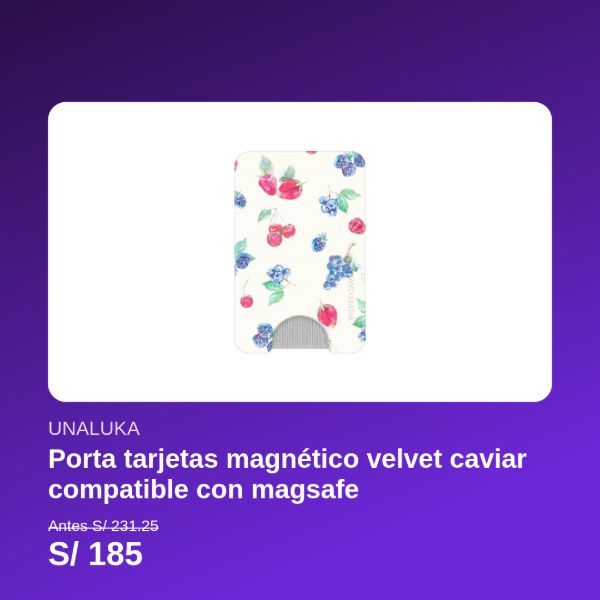 UNALUKA
Porta tarjetas magnético velvet caviar
compatible con magsafe
Antes S/ 231.25
S/ 185